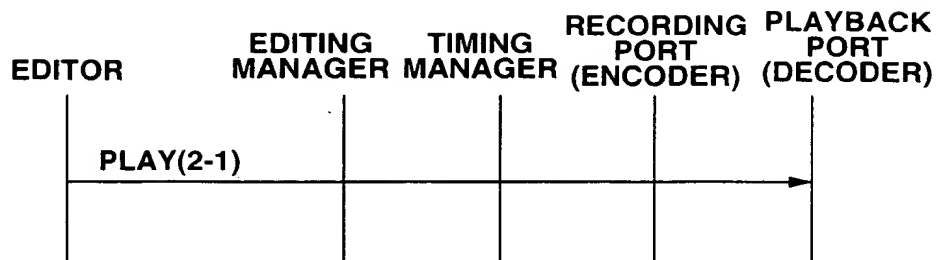 EDITOR
EDITING
MANAGER
TIMING
MANAGER
RECORDING
PORT
(ENCODER)
PLAYBACK
PORT
(DECODER)
PLAY(2-1)